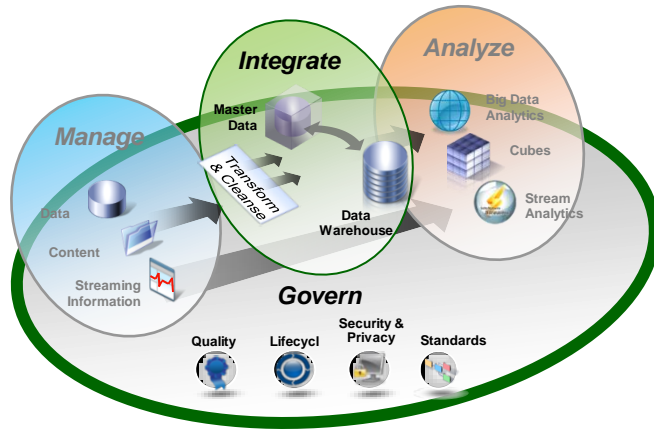 Analyze
Integrate
Manage
Master
Data
Big Data
Analytics
Cubes
Transform
& Cleanse
Data
Content
Data
Warehouse
Stream
Analytics
Streaming
Information
Govern
Quality
Lifecycl
Security &
Privacy
Standards